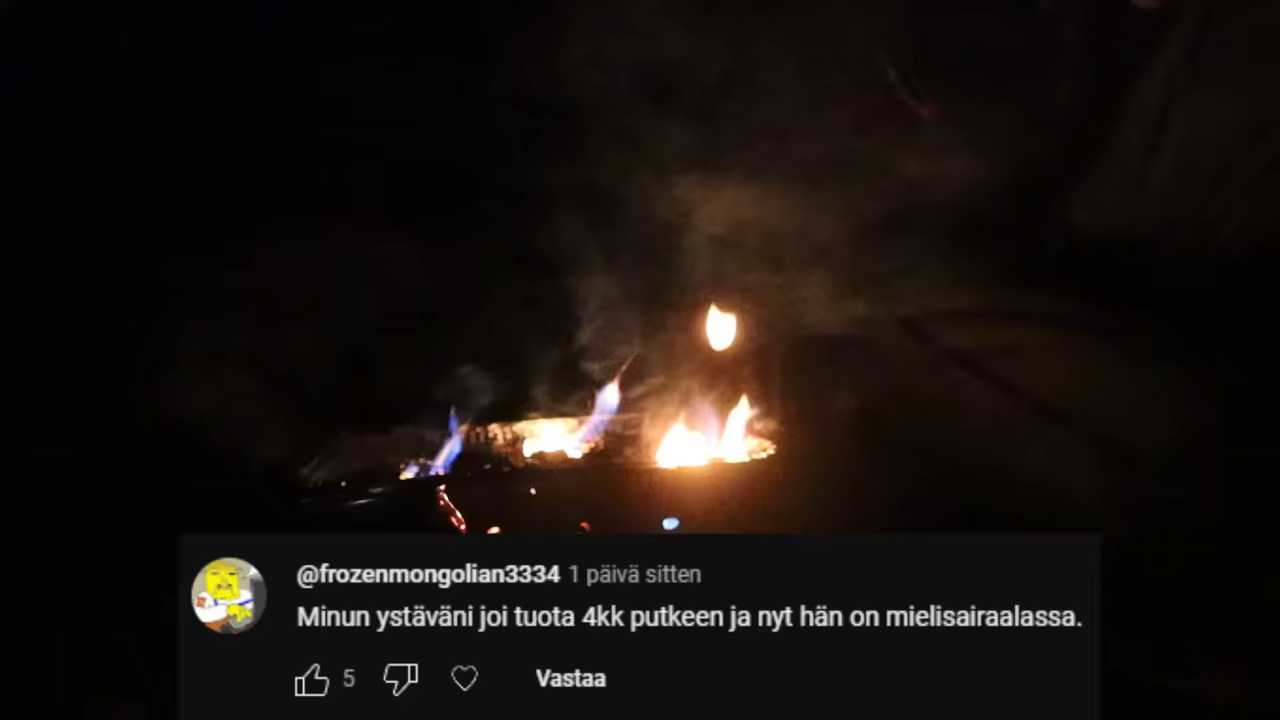 @frozenmongolian3334 1 päivä sitten
Minun ystäväni joi tuota 4kk putkeen ja nyt hän on mielisairaalassa.
5
Vastaa